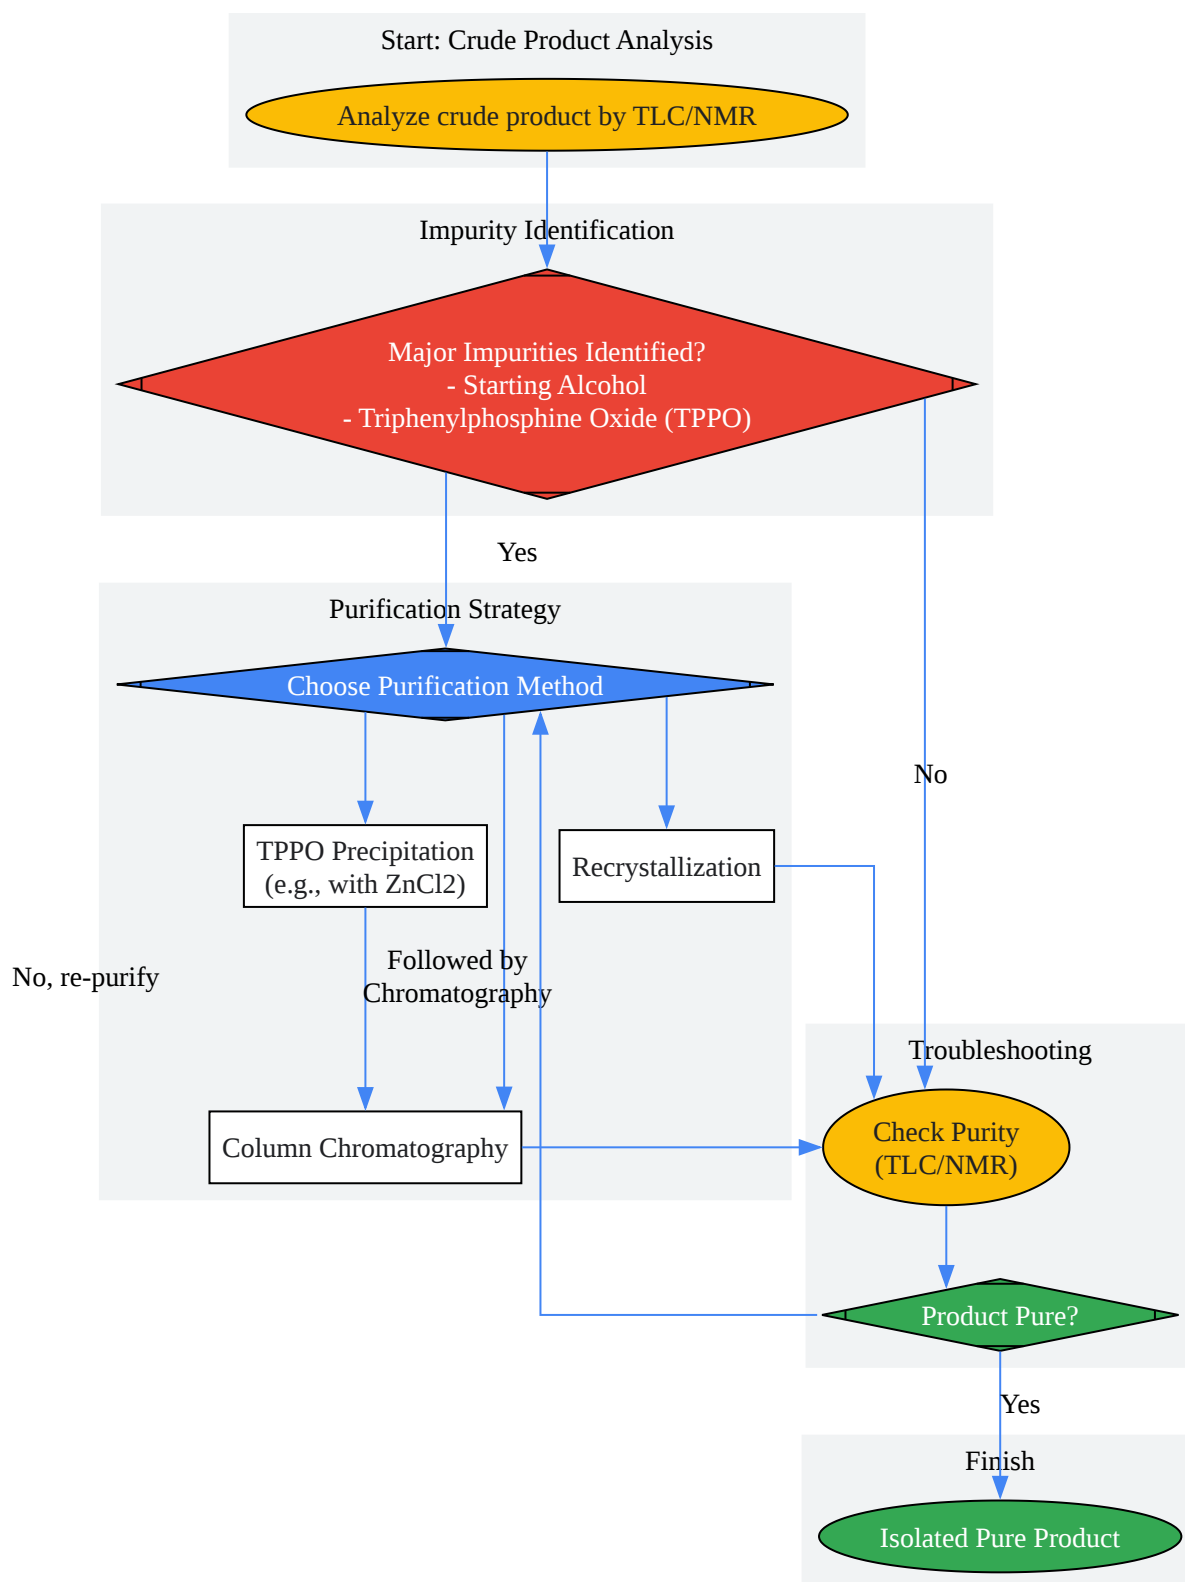 Start: Crude Product Analysis
Analyze crude product by TLC/NMR
Impurity Identification
Major Impurities Identified?
- Starting Alcohol
- Triphenylphosphine Oxide (TPPO)
Yes
Purification Strategy
Choose Purification Method
No
TPPO Precipitation
(e.g., with ZnCl2)
Recrystallization
Followed by
Chromatography
No, re-purify
Troubleshooting
Column Chromatography
Check Purity
(TLC/NMR)
Product Pure?
Yes
Finish
Isolated Pure Product